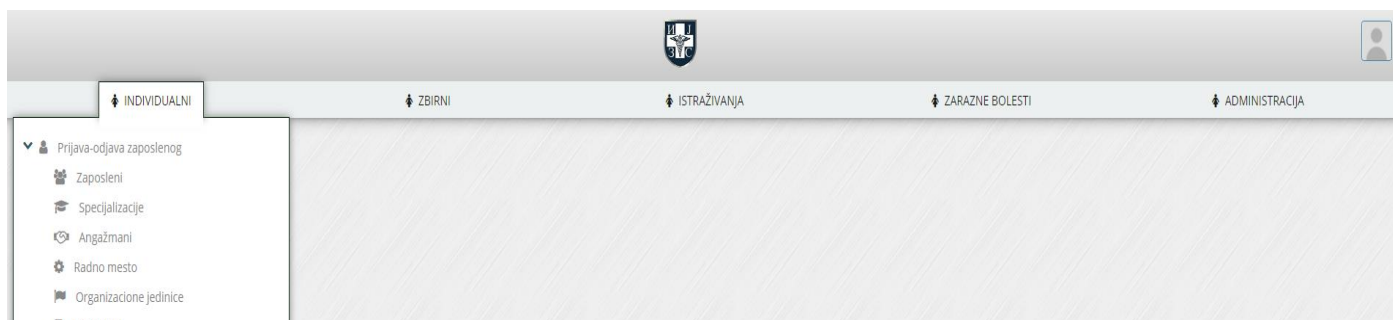 И Ј
З С
INDIVIDUALNI ZBIRNI ISTRAŽIVANJA ZARAZNE BOLESTI ADMINISTRACIJA
Prijava-odjava zaposlenog
Zaposleni
Specijalizacije
Angažmani
Radno mesto
Organizacione jedinice